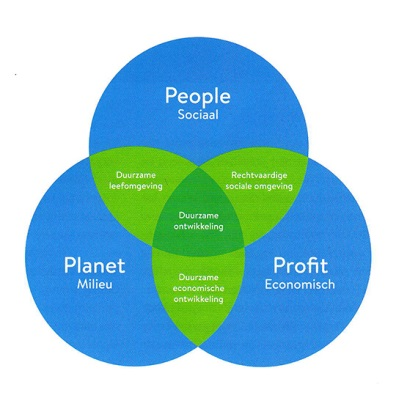 People
Sociaal
Duurzame
leefomgeving
Rechtvaardige
sociale omgeving
Duurzame
ontwikkeling
Planet
Milieu
Duurzame
economische
ontwikkeling
Profit
Economisch